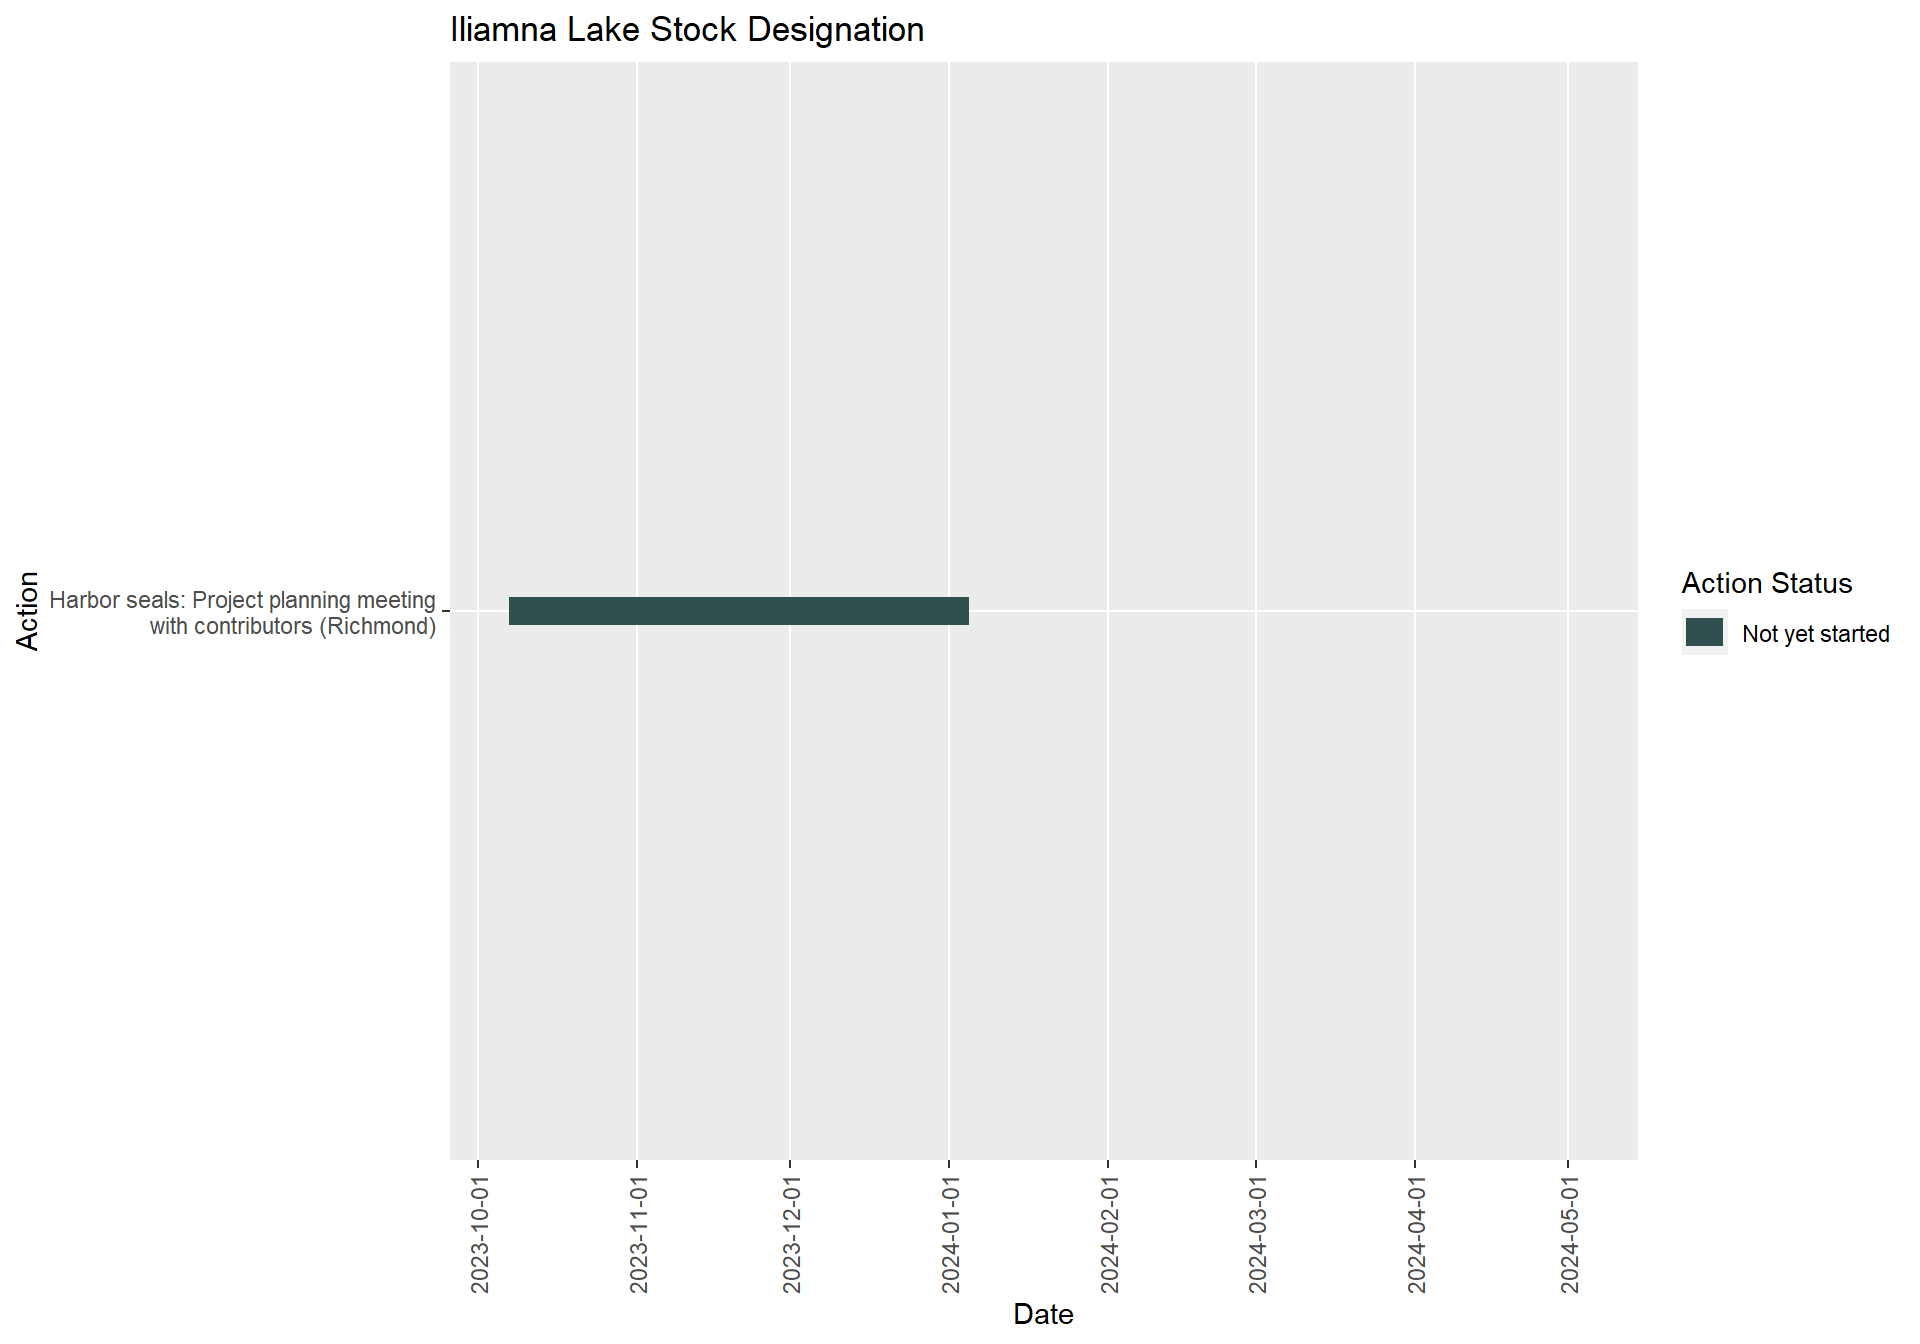 Iliamna Lake Stock Designation
Action
Harbor seals: Project planning meeting
with contributors (Richmond)
Action Status
Not yet started
2023-10-01
2023-11-01
2023-12-01
2024-01-01
2024-02-01
2024-03-01
2024-04-01
2024-05-01
Date